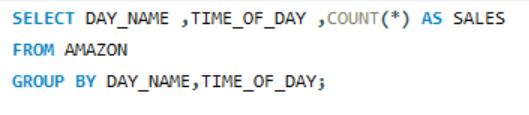 SELECT DAY_NAME ,TIME_OF_DAY ,COUNT(*) AS SALES
FROM AMAZON
GROUP BY DAY_NAME,TIME_OF_DAY;